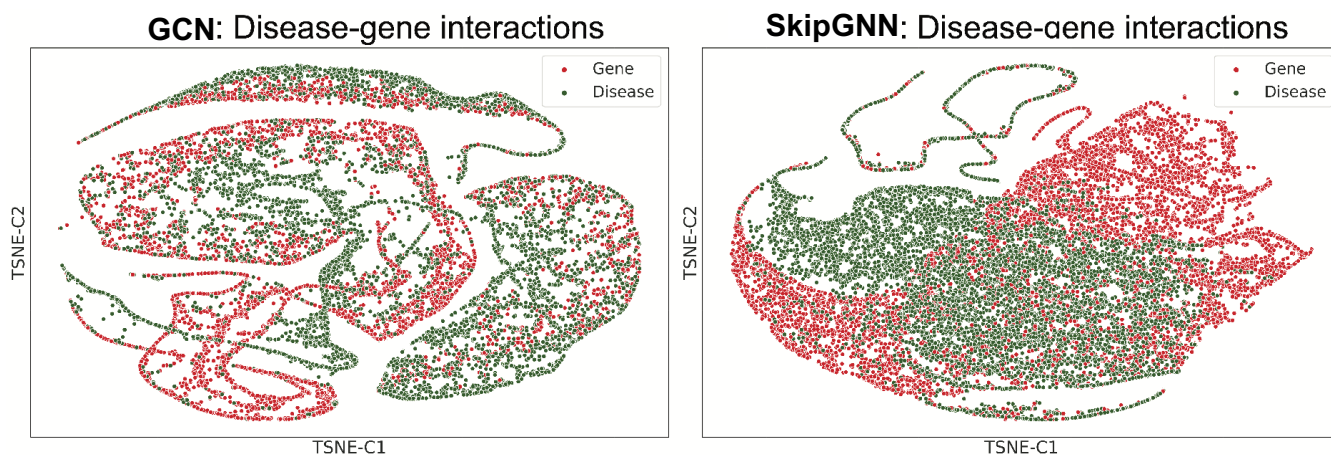 GCN: Disease-gene interactions
Gene
Disease
TSNE-C2
TSNE-C1
SkipGNN: Disease-gene interactions
Gene
Disease
TSNE-C2
TSNE-C1